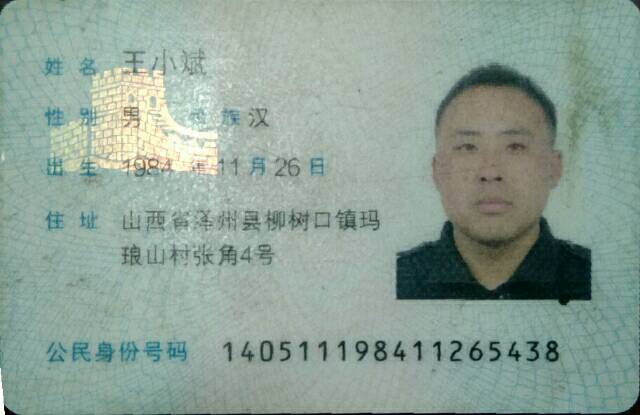 姓名 王小斌
性别 男 民族 汉
出生 1984 年 11 月 26 日
住址 山西省泽州县柳树口镇玛
琅山村张角4号
公民身份号码 140511198411265438